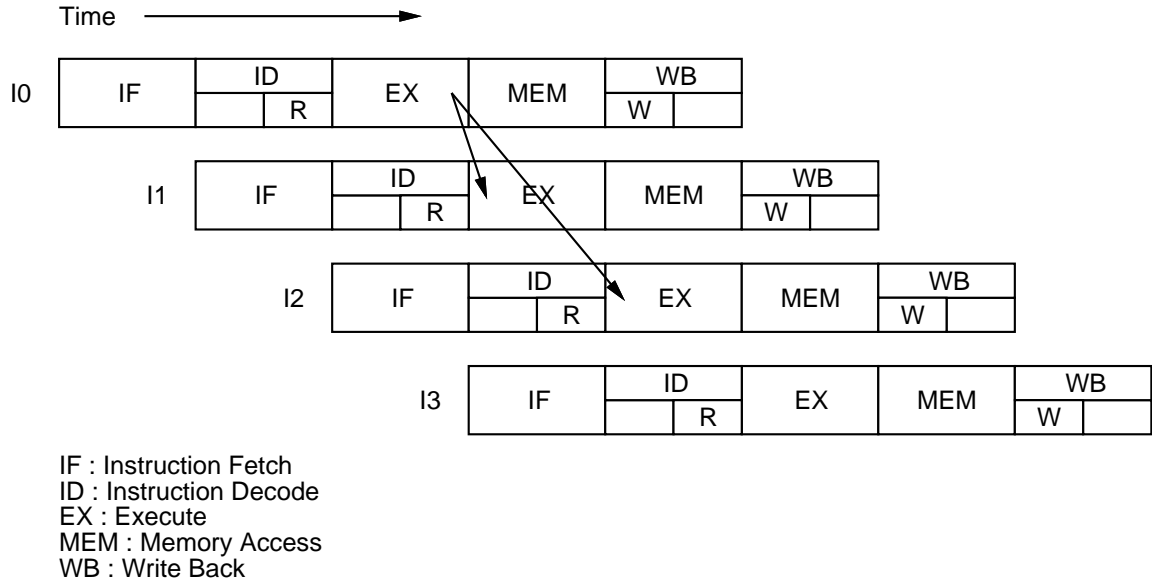 Time
I0 IF ID R EX MEM WB W
I1 IF ID R EX MEM WB W
I2 IF ID R EX MEM WB W
I3 IF ID R EX MEM WB W
IF : Instruction Fetch
ID : Instruction Decode
EX : Execute
MEM : Memory Access
WB : Write Back